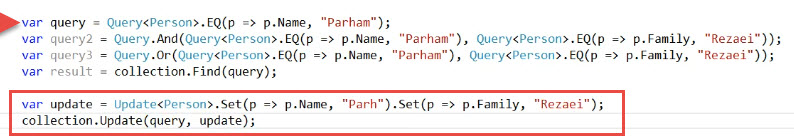 var query = Query<Person>.EQ(p => p.Name, "Parham");
var query2 = Query.And(Query<Person>.EQ(p => p.Name, "Parham"), Query<Person>.EQ(p => p.Family, "Rezaei"));
var query3 = Query.Or(Query<Person>.EQ(p => p.Name, "Parham"), Query<Person>.EQ(p => p.Family, "Rezaei"));
var result = collection.Find(query);
var update = Update<Person>.Set(p => p.Name, "Parh").Set(p => p.Family, "Rezaei");
collection.Update(query, update);